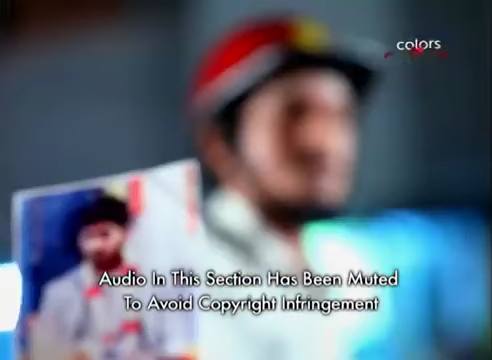 colors
Audio In This Section Has Been Muted
To Avoid Copyright Infringement